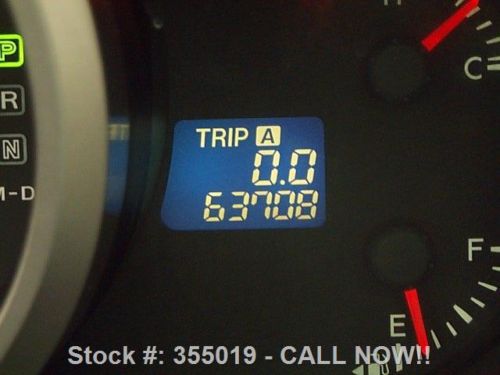 P
R
N
M-D
TRIP A
0.0
63708
H
C
F
E
Stock #: 355019 - CALL NOW!!